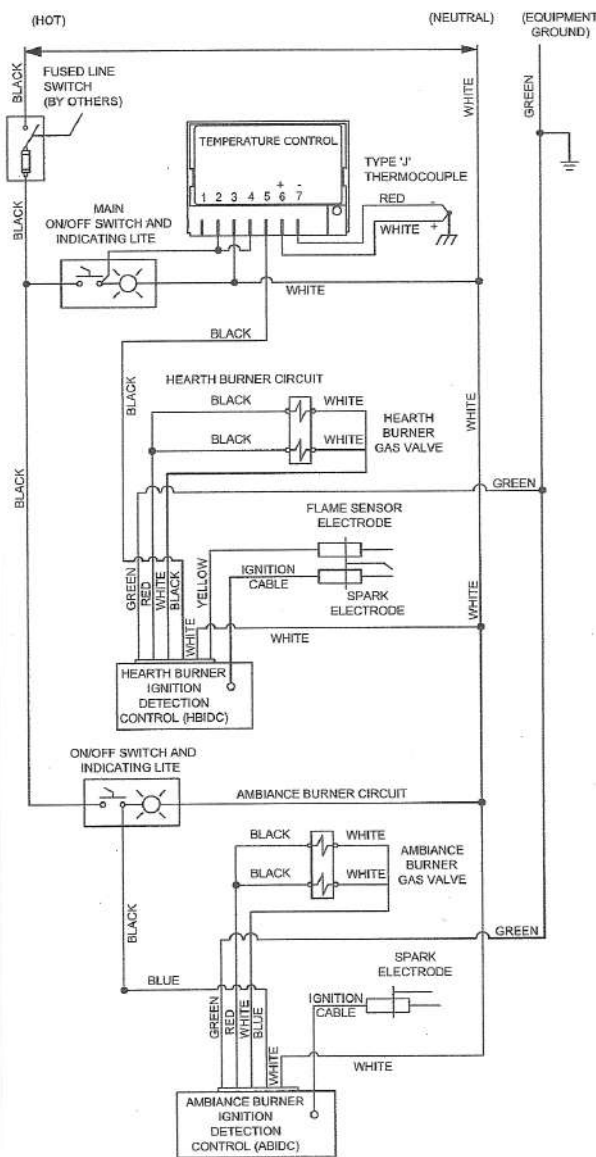 (HOT)
(NEUTRAL)
(EQUIPMENT
GROUND)
BLACK
FUSED LINE
SWITCH
(BY OTHERS)
WHITE
GREEN
TEMPERATURE CONTROL
+ -
1 2 3 4 5 6 7
TYPE 'J'
THERMOCOUPLE
RED
-
WHITE
+
BLACK
MAIN
ON/OFF SWITCH AND
INDICATING LITE
WHITE
BLACK
BLACK
HEARTH BURNER CIRCUIT
BLACK
WHITE
BLACK
WHITE
HEARTH
BURNER
GAS VALVE
WHITE
BLACK
GREEN
FLAME SENSOR
ELECTRODE
IGNITION
CABLE
SPARK
ELECTRODE
GREEN
RED
WHITE
BLACK
WHITE
YELLOW
WHITE
WHITE
HEARTH BURNER
IGNITION
DETECTION
CONTROL (HBIDC)
ON/OFF SWITCH AND
INDICATING LITE
AMBIANCE BURNER CIRCUIT
BLACK
WHITE
BLACK
WHITE
AMBIANCE
BURNER
GAS VALVE
BLACK
GREEN
BLUE
SPARK
ELECTRODE
IGNITION
CABLE
GREEN
RED
WHITE
BLUE
WHITE
WHITE
AMBIANCE BURNER
IGNITION
DETECTION
CONTROL (ABIDC)